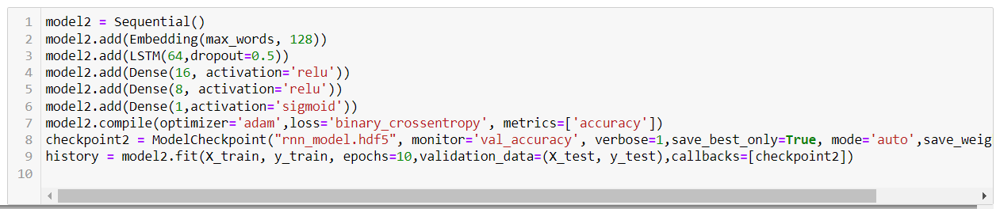 1 model2 = Sequential()
2 model2.add(Embedding(max_words, 128))
3 model2.add(LSTM(64,dropout=0.5))
4 model2.add(Dense(16, activation='relu'))
5 model2.add(Dense(8, activation='relu'))
6 model2.add(Dense(1,activation='sigmoid'))
7 model2.compile(optimizer='adam',loss='binary_crossentropy', metrics=['accuracy'])
8 checkpoint2 = ModelCheckpoint("rnn_model.hdf5", monitor='val_accuracy', verbose=1,save_best_only=True, mode='auto',save_weig
9 history = model2.fit(X_train, y_train, epochs=10,validation_data=(X_test, y_test),callbacks=[checkpoint2])
10